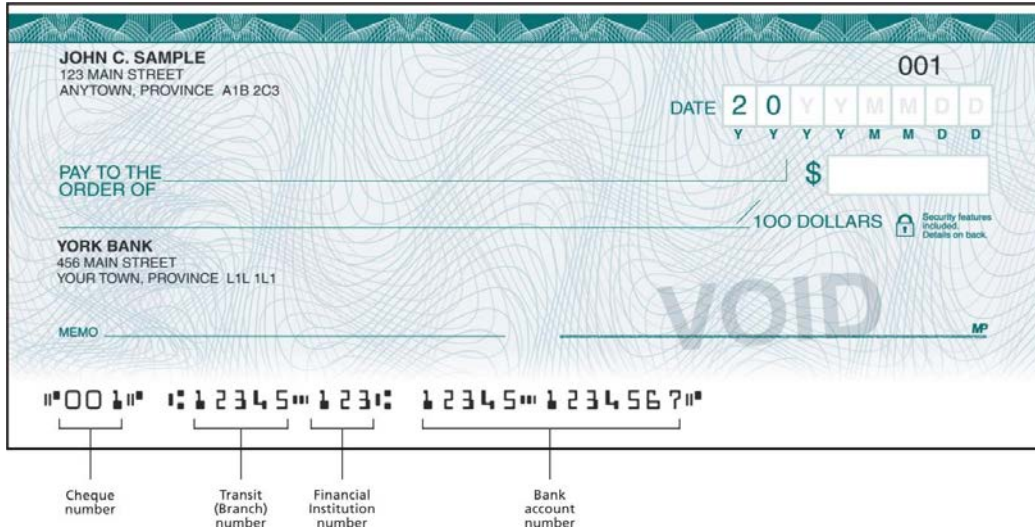 JOHN C. SAMPLE
123 MAIN STREET
ANYTOWN, PROVINCE A1B 2C3
001
DATE 2 0 Y Y M M D D
Y Y Y Y M M D D
PAY TO THE
ORDER OF
$
/100 DOLLARS
Security features
included.
Details on back.
YORK BANK
456 MAIN STREET
YOUR TOWN, PROVINCE L1L 1L1
VOID
MEMO
MP
⑈001⑈ ⑆12345⑉123⑆ 12345⑉1234567⑈
Cheque
number
Transit
(Branch)
number
Financial
Institution
number
Bank
account
number